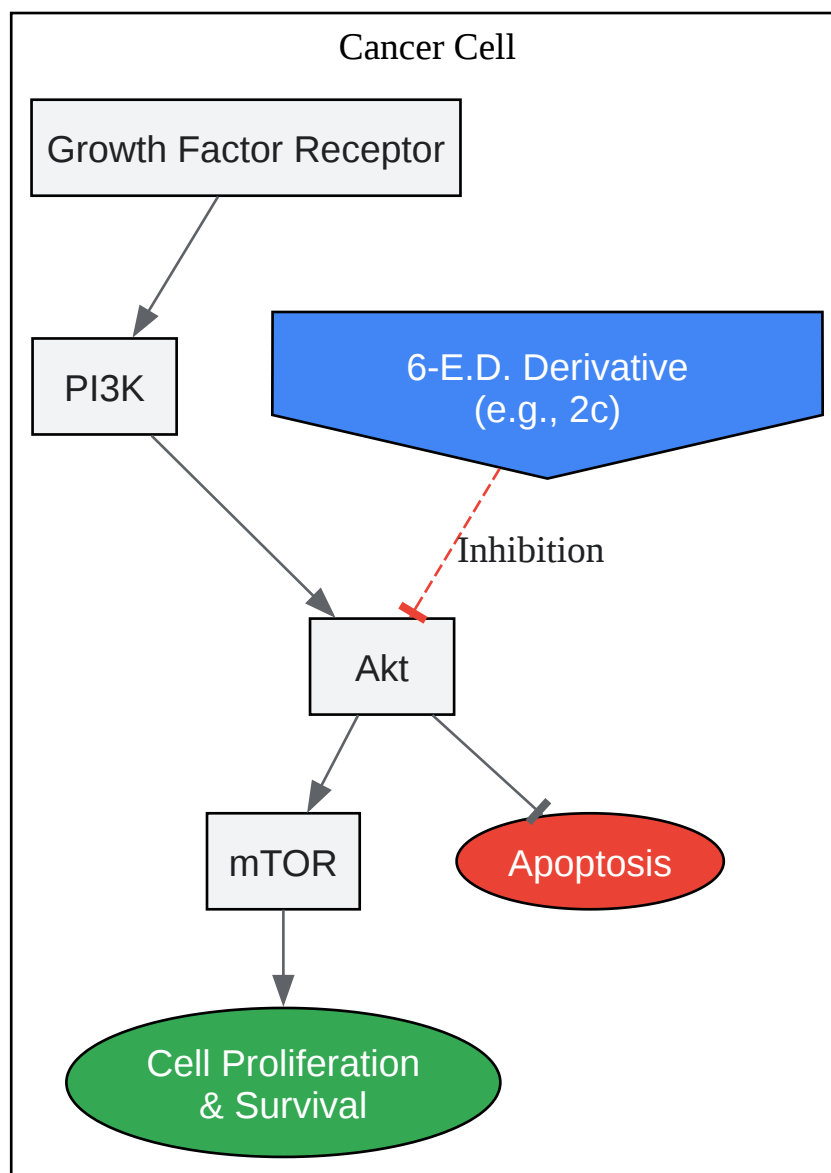 Cancer Cell
Growth Factor Receptor
PI3K
6-E.D. Derivative
(e.g., 2c)
Inhibition
Akt
mTOR
Apoptosis
Cell Proliferation
& Survival